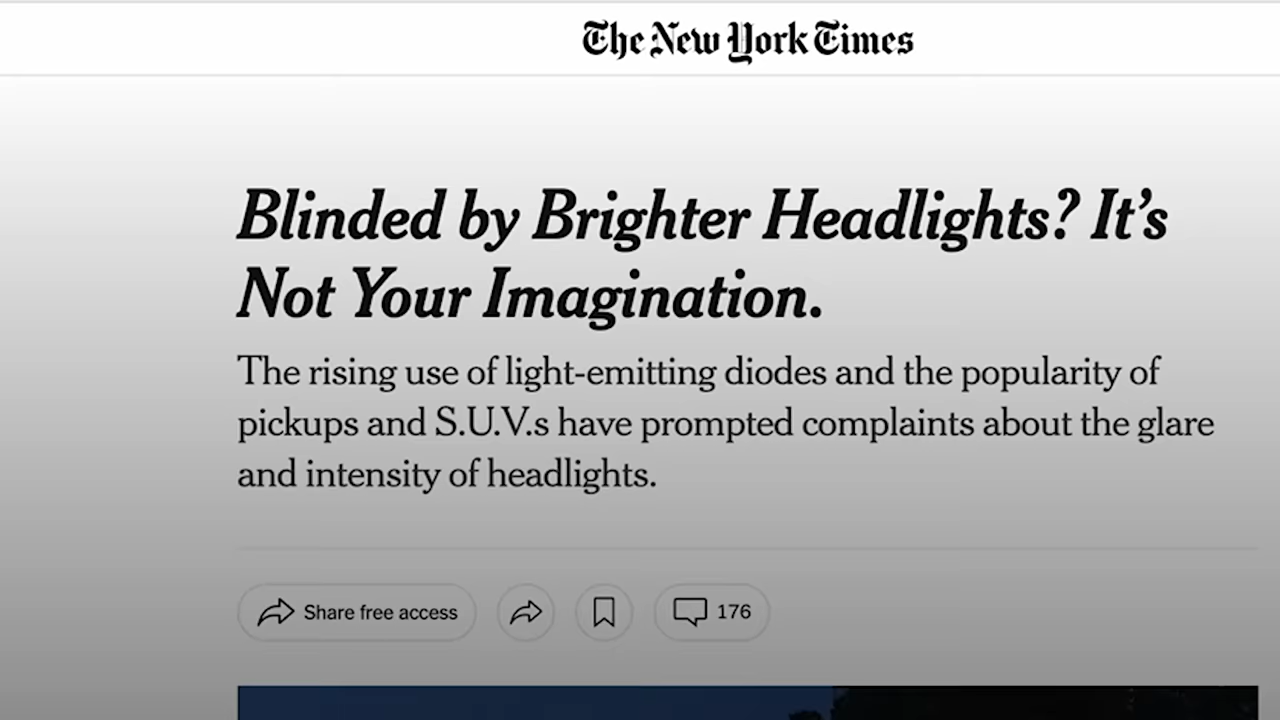 The New York Times
Blinded by Brighter Headlights? It’s
Not Your Imagination.
The rising use of light-emitting diodes and the popularity of
pickups and S.U.V.s have prompted complaints about the glare
and intensity of headlights.
Share free access
176